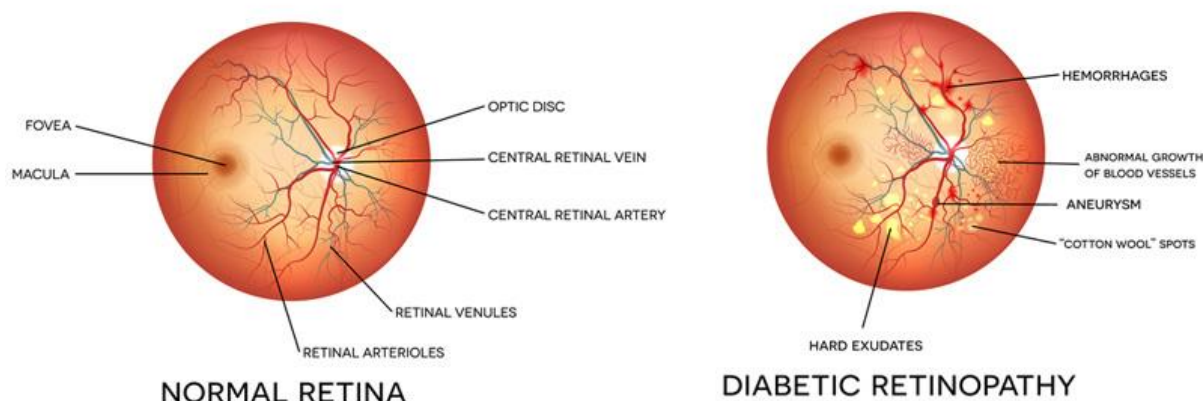 FOVEA
MACULA
OPTIC DISC
CENTRAL RETINAL VEIN
CENTRAL RETINAL ARTERY
RETINAL VENULES
RETINAL ARTERIOLES
NORMAL RETINA
HEMORRHAGES
ABNORMAL GROWTH
OF BLOOD VESSELS
ANEURYSM
"COTTON WOOL" SPOTS
HARD EXUDATES
DIABETIC RETINOPATHY